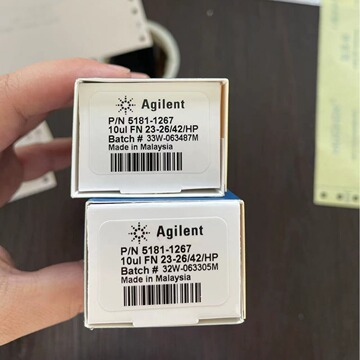 Agilent
P/N 5181-1267
10ul FN 23-26/42/HP
Batch # 33W-063487M
Made in Malaysia
Agilent
P/N 5181-1267
10ul FN 23-26/42/HP
Batch # 32W-063305M
Made in Malaysia